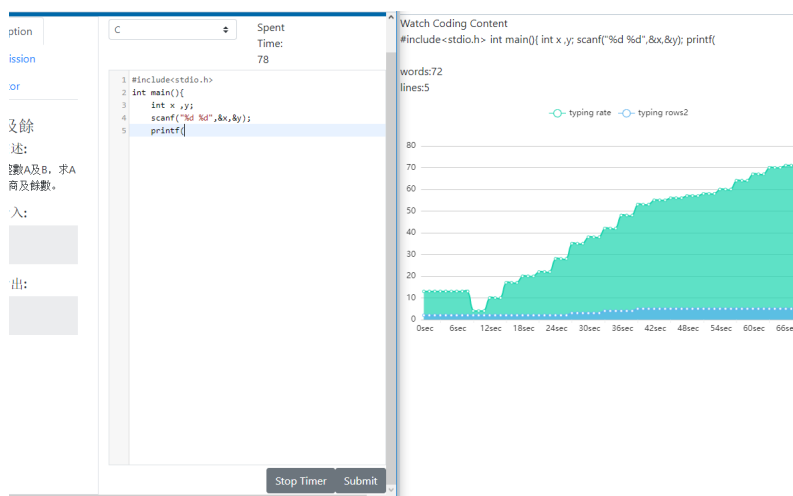 ption
ission
tor
及餘
述:
整數A及B，求A
商及餘數。
入:
出:
C
Spent
Time:
78
1 #include<stdio.h>
2 int main(){
3 int x ,y;
4 scanf("%d %d",&x,&y);
5 printf(
Stop Timer
Submit
Watch Coding Content
#include<stdio.h> int main(){ int x ,y; scanf("%d %d",&x,&y); printf(
words:72
lines:5
typing rate typing rows2
80
70
60
50
40
30
20
10
0
0sec 6sec 12sec 18sec 24sec 30sec 36sec 42sec 48sec 54sec 60sec 66se